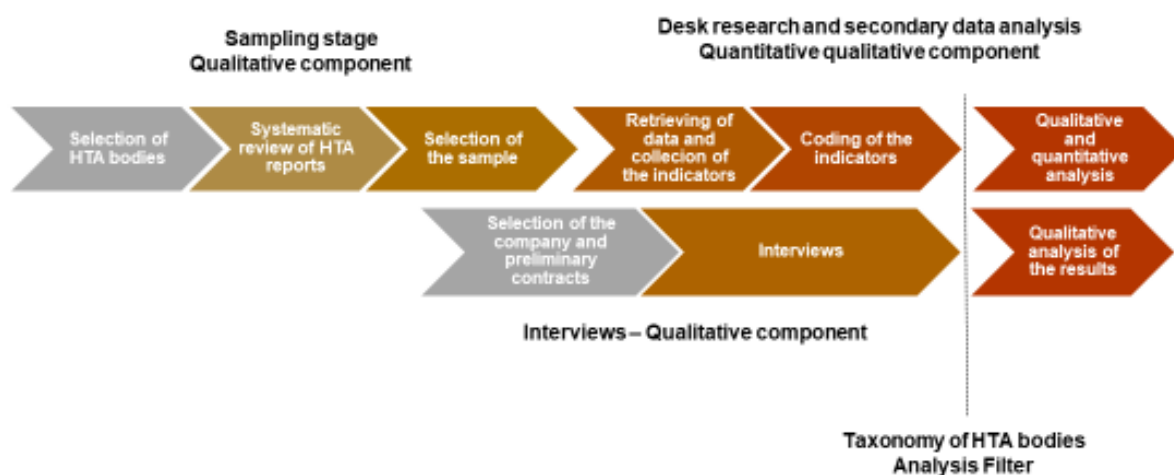 Sampling stage
Qualitative component
Desk research and secondary data analysis
Quantitative qualitative component
Selection of
HTA bodies
Systematic
review of HTA
reports
Selection of
the sample
Retrieving of
data and
collecion of
the indicators
Coding of the
indicators
Qualitative
and
quantitative
analysis
Selection of the
company and
preliminary
contracts
Interviews
Qualitative
analysis of
the results
Interviews – Qualitative component
Taxonomy of HTA bodies
Analysis Filter